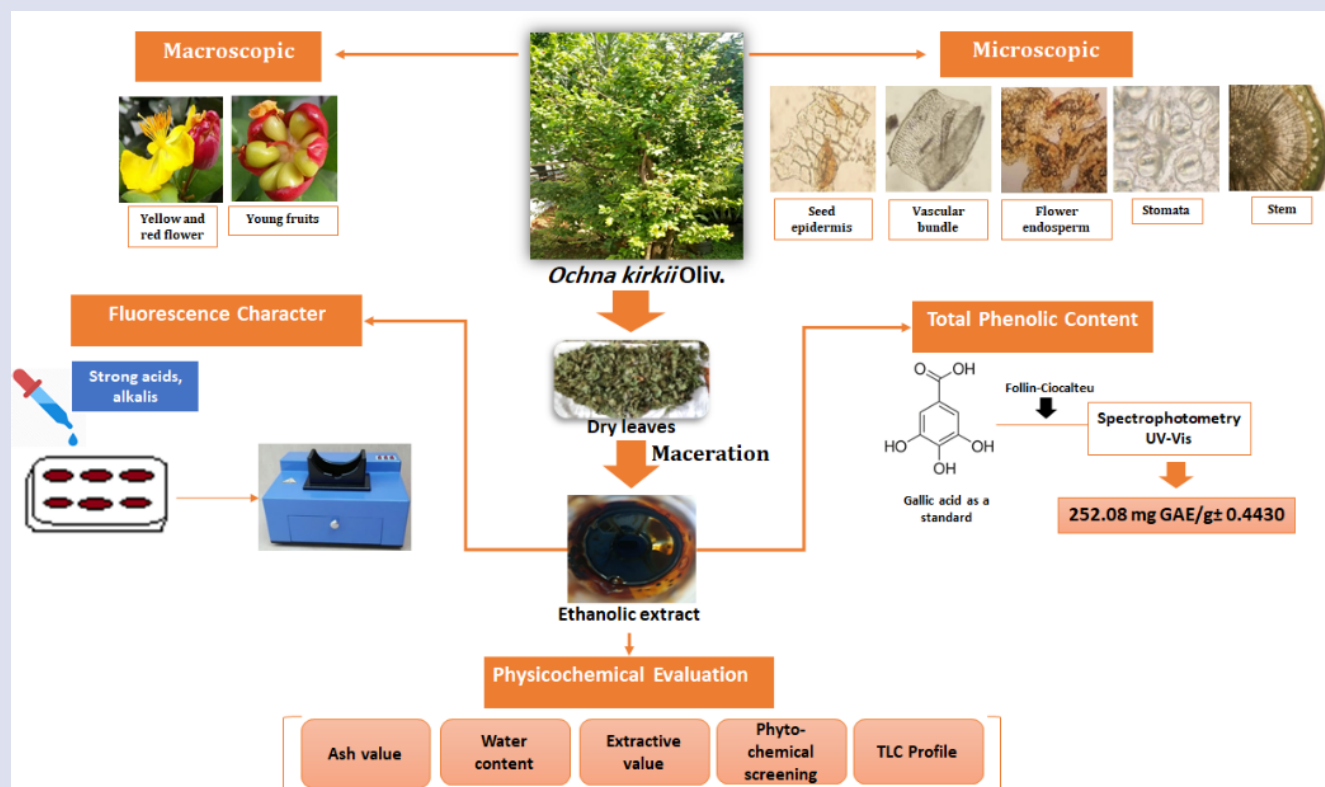 Macroscopic
Microscopic
Yellow and
red flower
Young fruits
Seed
epidermis
Vascular
bundle
Flower
endosperm
Stomata
Stem
Ochna kirkii Oliv.
Fluorescence Character
Total Phenolic Content
Strong acids,
alkalis
Dry leaves
Maceration
O
OH
HO
OH
OH
Gallic acid as a
standard
Follin-Ciocalteu
Spectrophotometry
UV-Vis
252.08 mg GAE/g± 0.4430
Ethanolic extract
Physicochemical Evaluation
Ash value
Water
content
Extractive
value
Phyto-
chemical
screening
TLC Profile